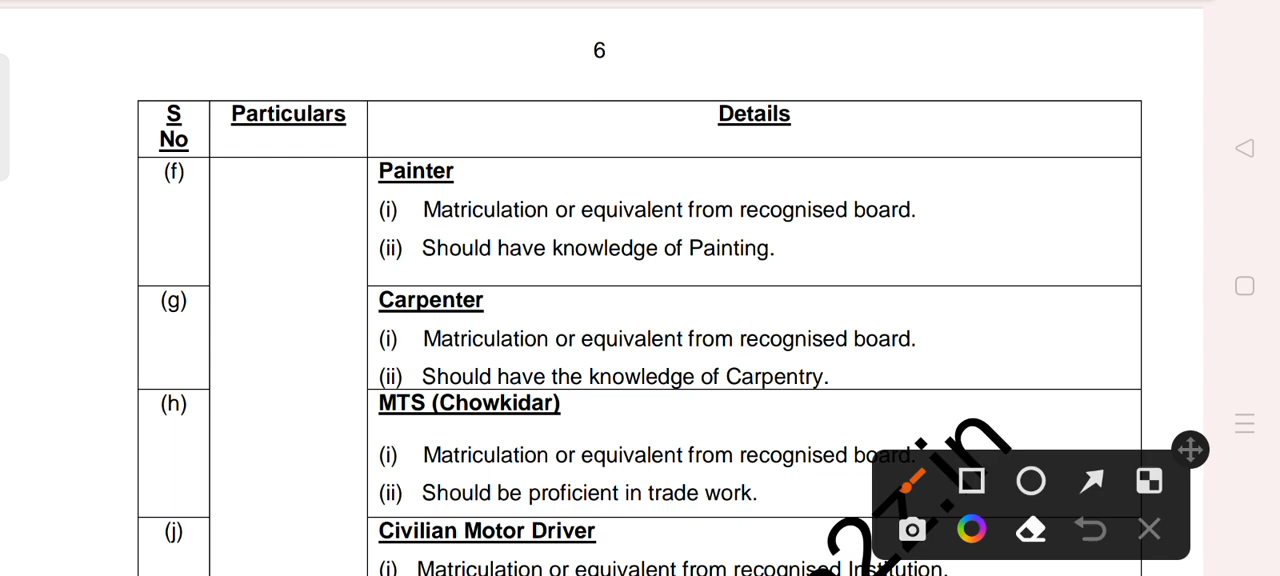 6
S No Particulars Details
(f) Painter
(i) Matriculation or equivalent from recognised board.
(ii) Should have knowledge of Painting.
(g) Carpenter
(i) Matriculation or equivalent from recognised board.
(ii) Should have the knowledge of Carpentry.
(h) MTS (Chowkidar)
(i) Matriculation or equivalent from recognised board.
(ii) Should be proficient in trade work.
(j) Civilian Motor Driver
(i) Matriculation or equivalent from recognised Institution.
2z.in